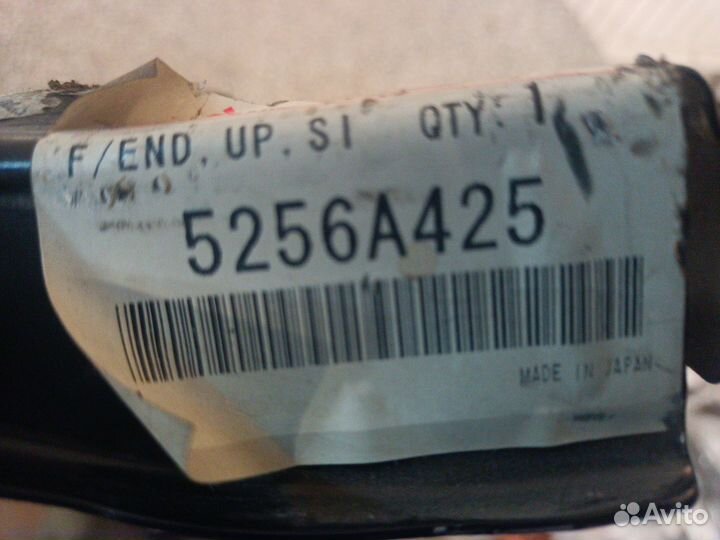 F/END, UP, SI QTY. 1
5256A425
MADE IN JAPAN
Avito